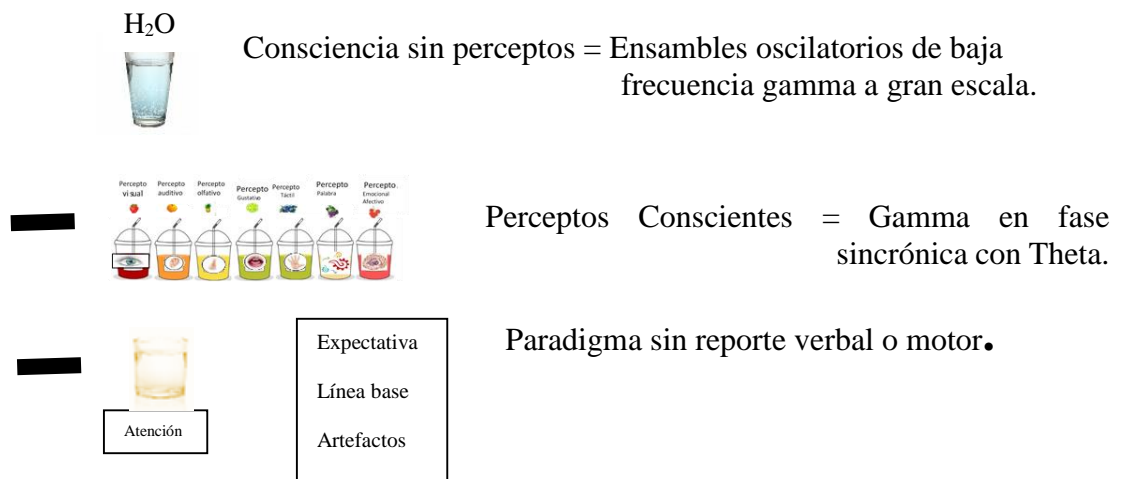 H₂O
Consciencia sin perceptos = Ensambles oscilatorios de baja
frecuencia gamma a gran escala.
Percepto visual
Percepto auditivo
Percepto olfativo
Percepto Gustativo
Percepto Táctil
Percepto Palabra
Percepto. Emocional Afectivo
Perceptos Conscientes = Gamma en fase
sincrónica con Theta.
Expectativa
Línea base
Artefactos
Paradigma sin reporte verbal o motor.
Atención